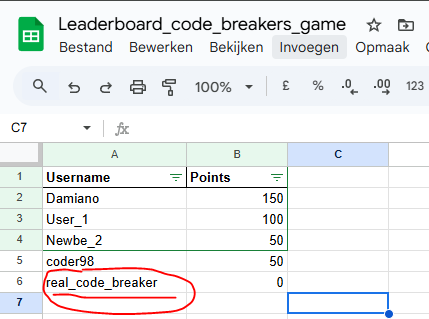 Leaderboard_code_breakers_game
Bestand Bewerken Bekijken Invoegen Opmaak
100% £ % .0 .00 123
C7 fx
A B C
1 Username Points
2 Damiano 150
3 User_1 100
4 Newbe_2 50
5 coder98 50
6 real_code_breaker 0
7